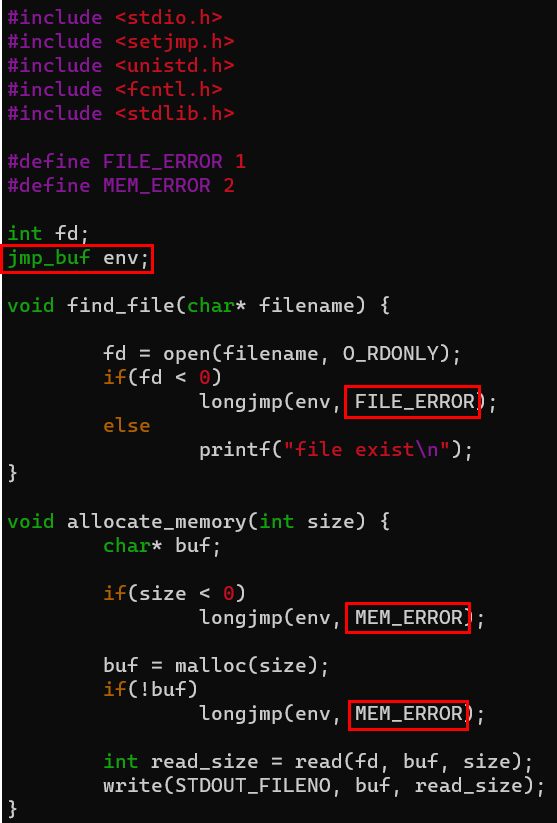 #include <stdio.h>
#include <setjmp.h>
#include <unistd.h>
#include <fcntl.h>
#include <stdlib.h>

#define FILE_ERROR 1
#define MEM_ERROR 2

int fd;
jmp_buf env;

void find_file(char* filename) {

        fd = open(filename, O_RDONLY);
        if(fd < 0)
                longjmp(env, FILE_ERROR);
        else
                printf("file exist\n");
}

void allocate_memory(int size) {
        char* buf;

        if(size < 0)
                longjmp(env, MEM_ERROR);

        buf = malloc(size);
        if(!buf)
                longjmp(env, MEM_ERROR);

        int read_size = read(fd, buf, size);
        write(STDOUT_FILENO, buf, read_size);
}